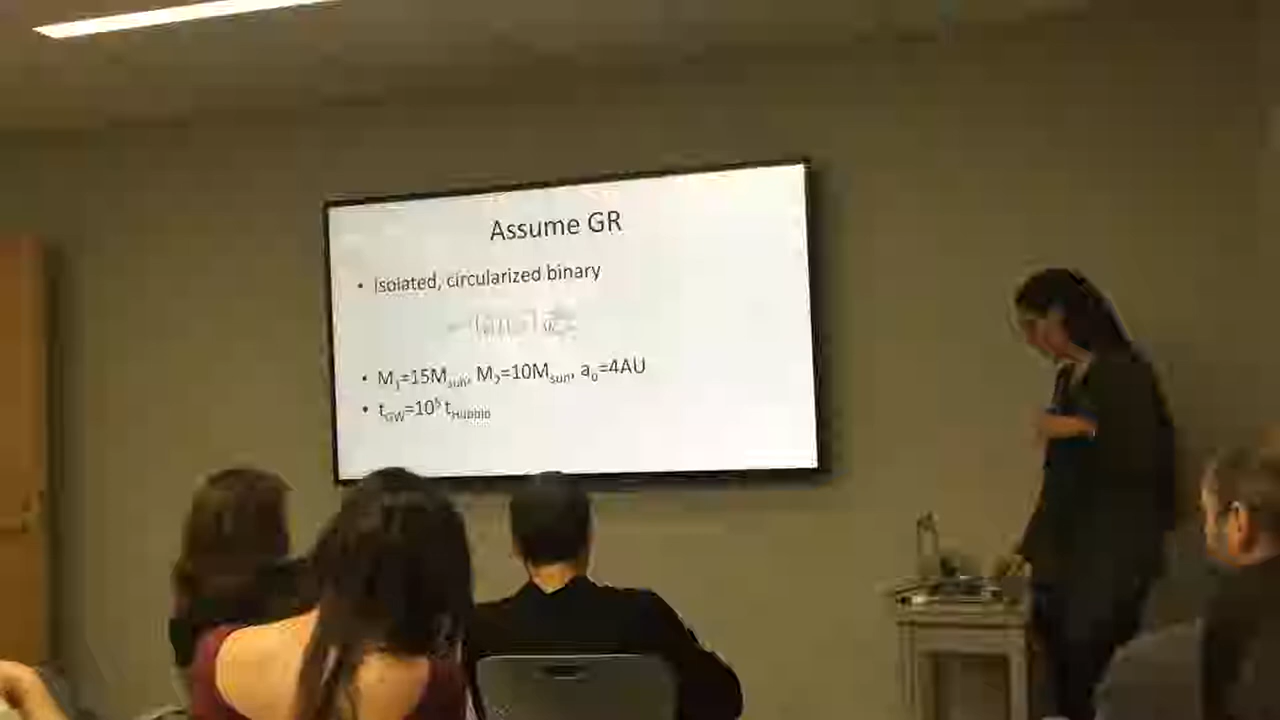 Assume GR
• Isolated, circularized binary
• M₁=15Msun, M₂=10Msun, a₀=4AU
• tGW=10⁵ tHubble